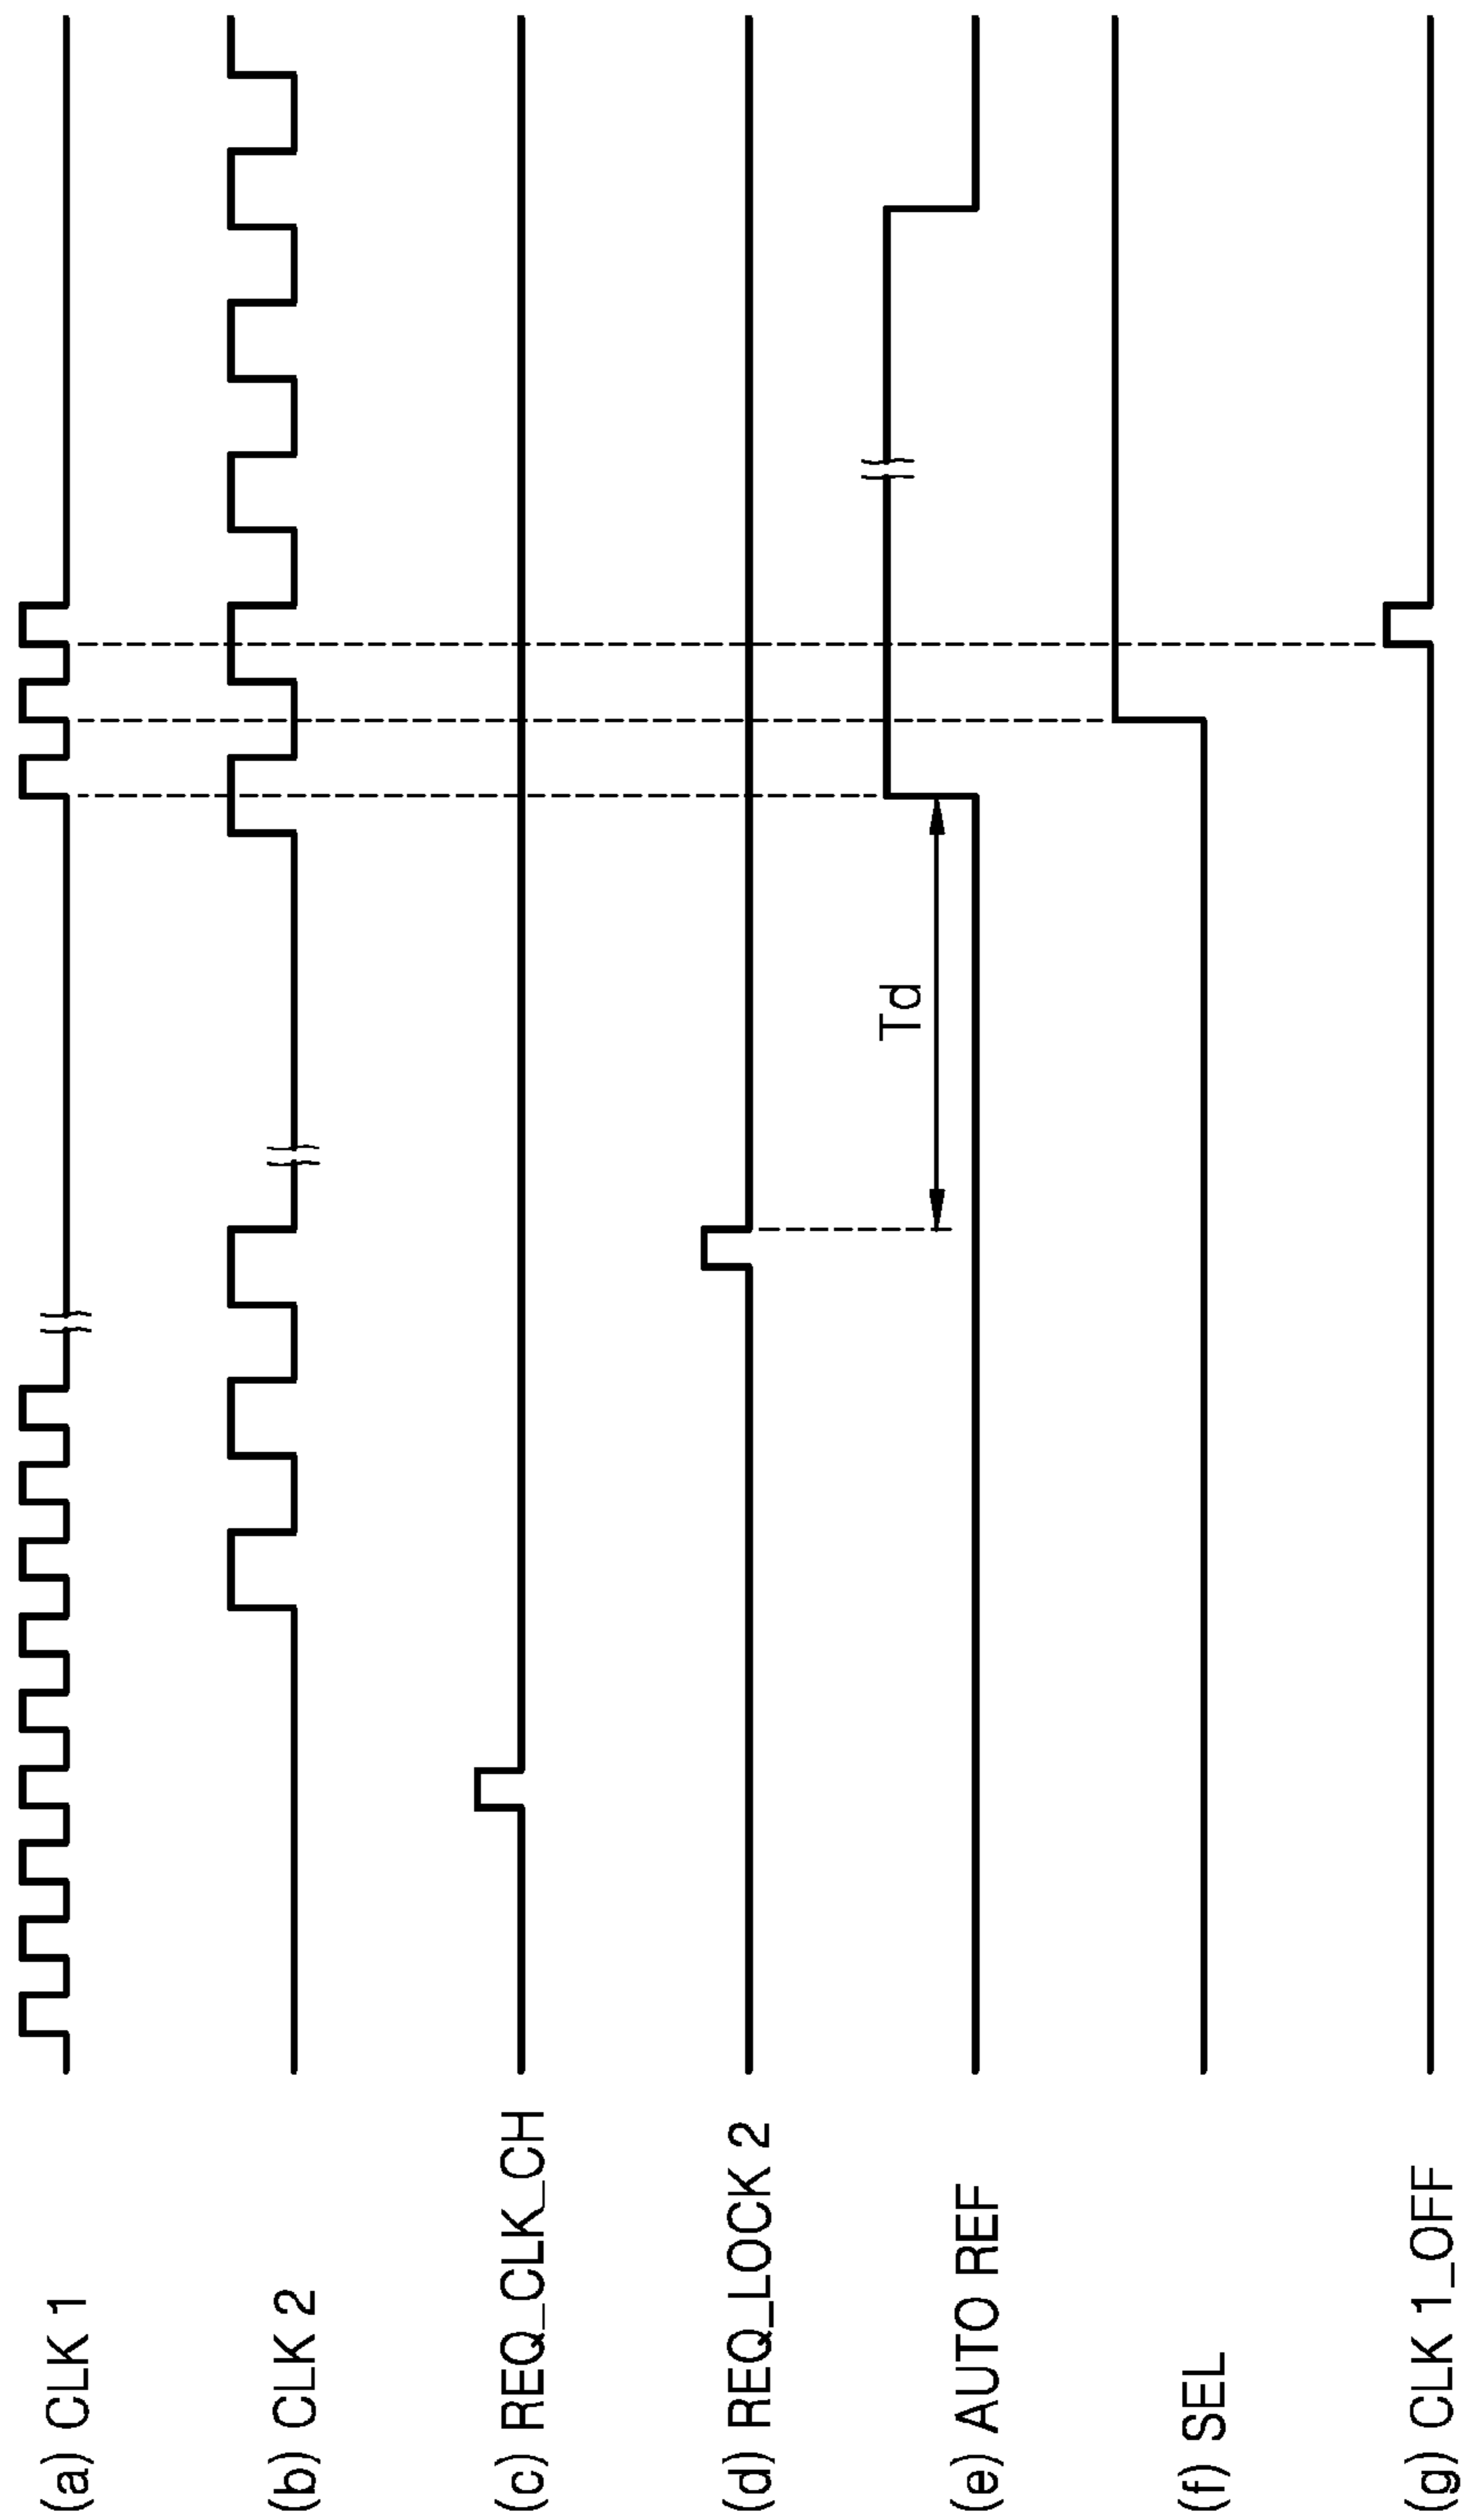 (a) CLK 1
(b) CLK 2
(c) REQ_CLK_CH
(d) REQ_LOCK 2
Td
(e) AUTO REF
(f) SEL
(g) CLK 1_OFF